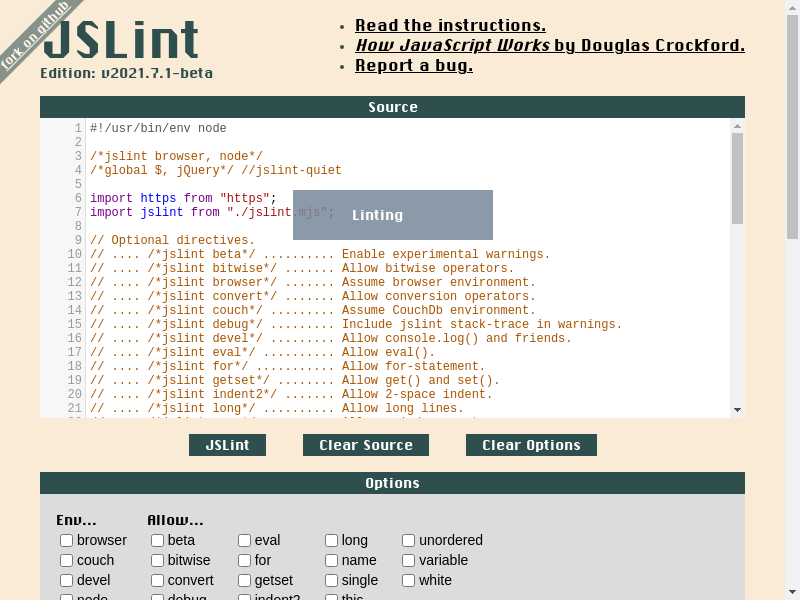 fork on github
JSLint
Edition: v2021.7.1-beta
Read the instructions.
How JavaScript Works by Douglas Crockford.
Report a bug.
Source
1 #!/usr/bin/env node
2
3 /*jslint browser, node*/
4 /*global $, jQuery*/ //jslint-quiet
5
6 import https from "https";
7 import jslint from "./jslint.mjs";
Linting
8
9 // Optional directives.
10 // .... /*jslint beta*/ .......... Enable experimental warnings.
11 // .... /*jslint bitwise*/ ....... Allow bitwise operators.
12 // .... /*jslint browser*/ ....... Assume browser environment.
13 // .... /*jslint convert*/ ....... Allow conversion operators.
14 // .... /*jslint couch*/ ......... Assume CouchDb environment.
15 // .... /*jslint debug*/ ......... Include jslint stack-trace in warnings.
16 // .... /*jslint devel*/ ......... Allow console.log() and friends.
17 // .... /*jslint eval*/ .......... Allow eval().
18 // .... /*jslint for*/ ........... Allow for-statement.
19 // .... /*jslint getset*/ ........ Allow get() and set().
20 // .... /*jslint indent2*/ ....... Allow 2-space indent.
21 // .... /*jslint long*/ .......... Allow long lines.
JSLint Clear Source Clear Options
Options
Env... Allow...
browser beta eval long unordered
couch bitwise for name variable
devel convert getset single white
node debug indent2 this